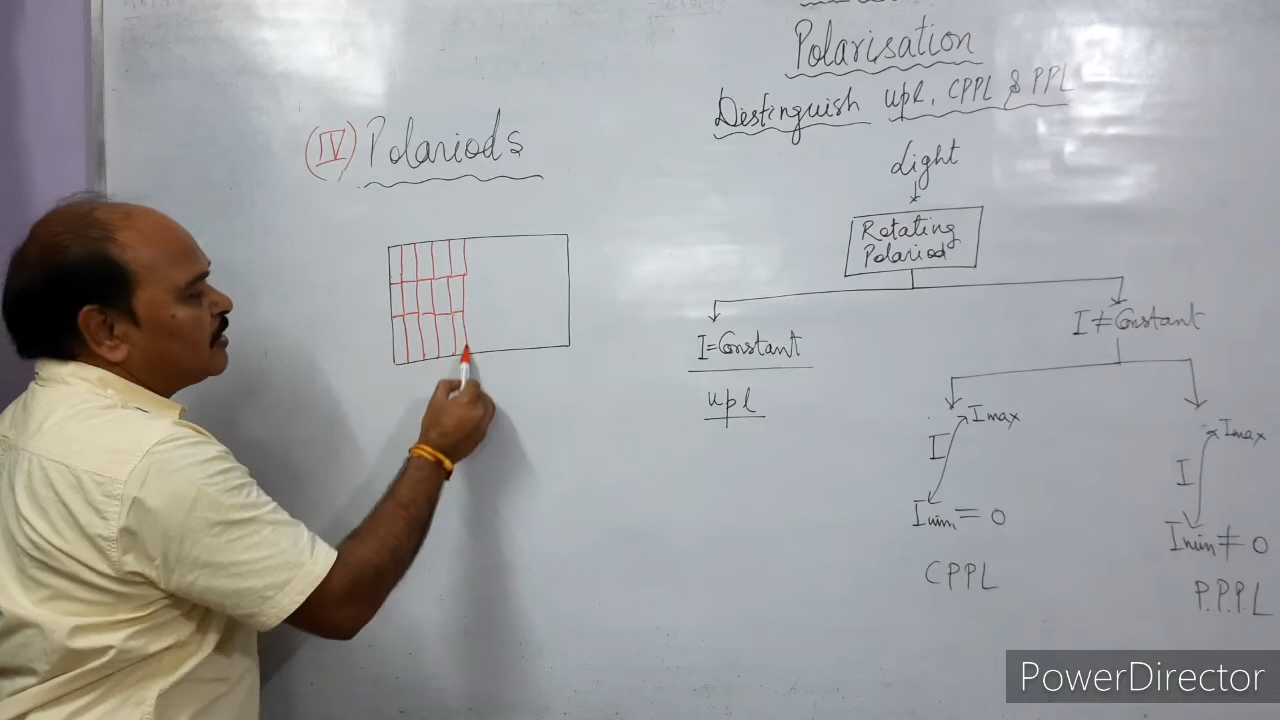 (IV) Polariods
Polarisation
Distinguish upl, CPPL & PPL
Light
Rotating
Polariod
I=Constant
upl
I≠Constant
Imax
I
Imin = 0
CPPL
Imax
I
Imin ≠ 0
P.P.P.L
PowerDirector